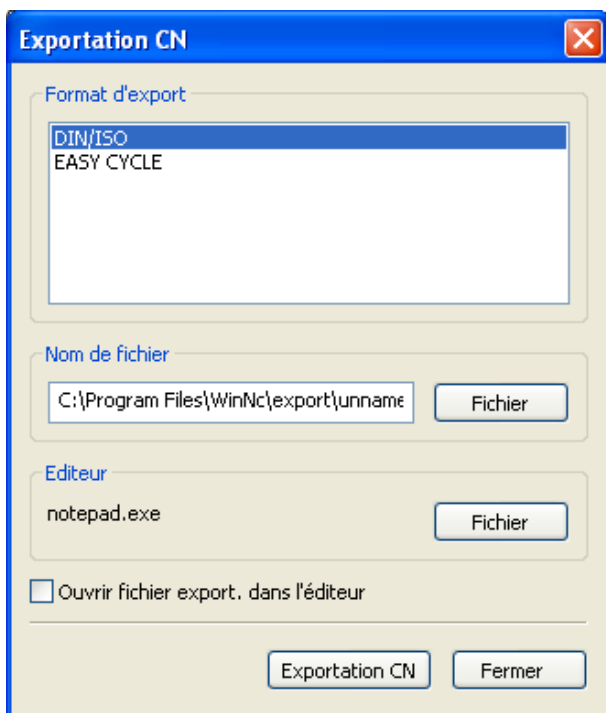 Exportation CN
Format d'export
DIN/ISO
EASY CYCLE
Nom de fichier
C:\Program Files\WinNc\export\unname
Fichier
Editeur
notepad.exe
Fichier
Ouvrir fichier export. dans l'éditeur
Exportation CN
Fermer